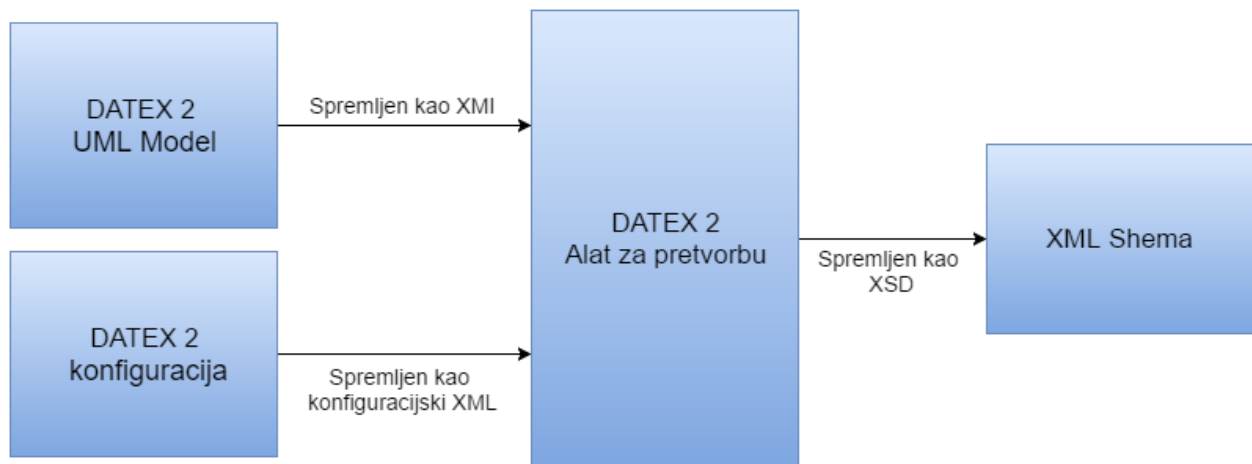 DATEX 2
UML Model
Spremljen kao XMI
DATEX 2
konfiguracija
Spremljen kao
konfiguracijski XML
DATEX 2
Alat za pretvorbu
Spremljen kao
XSD
XML Shema